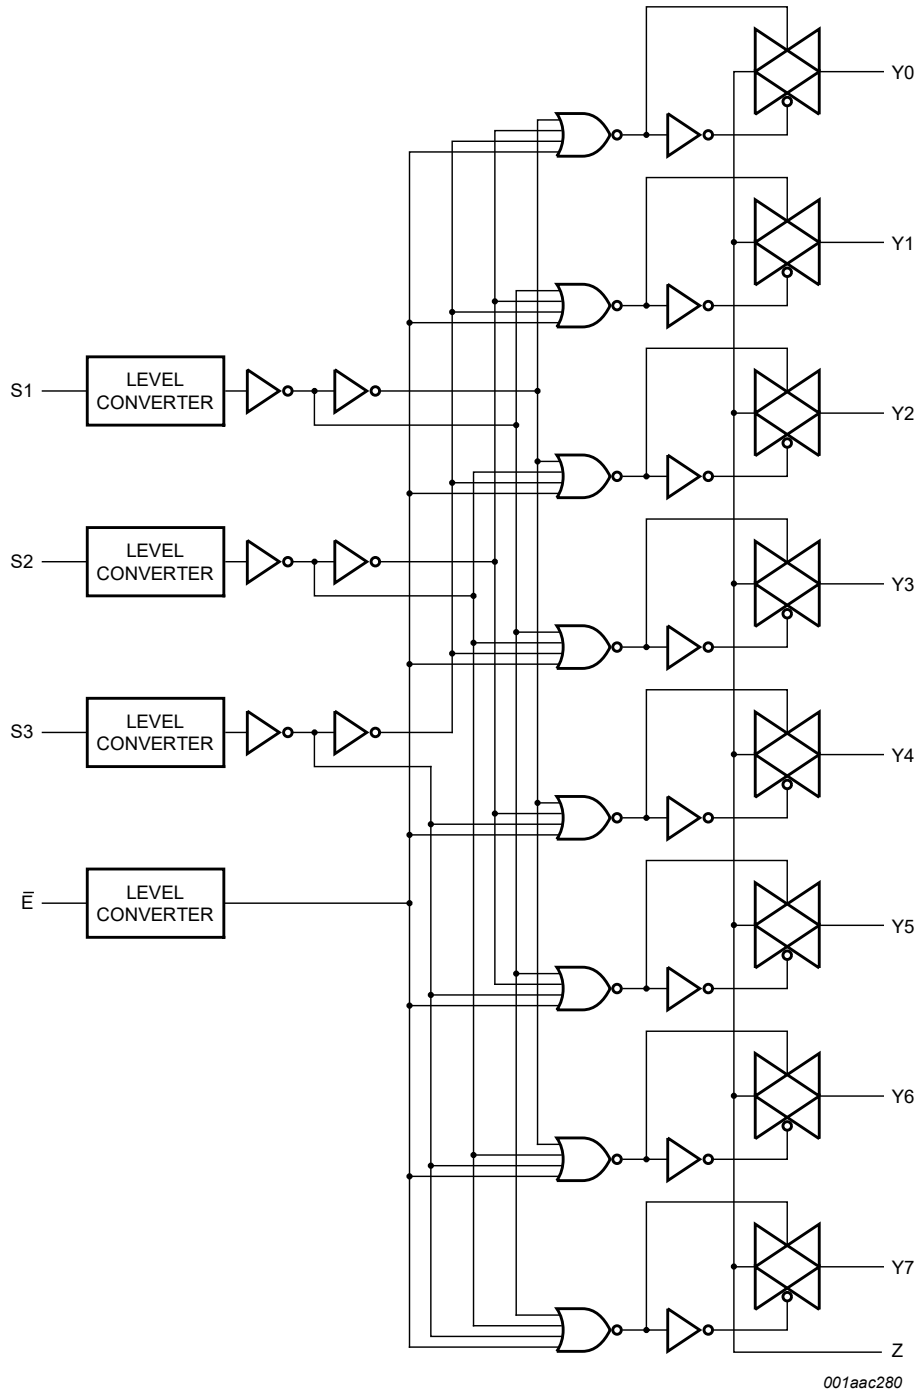 Y0
Y1
S1
LEVEL
CONVERTER
Y2
S2
LEVEL
CONVERTER
Y3
S3
LEVEL
CONVERTER
Y4
E̅
LEVEL
CONVERTER
Y5
Y6
Y7
Z
001aac280